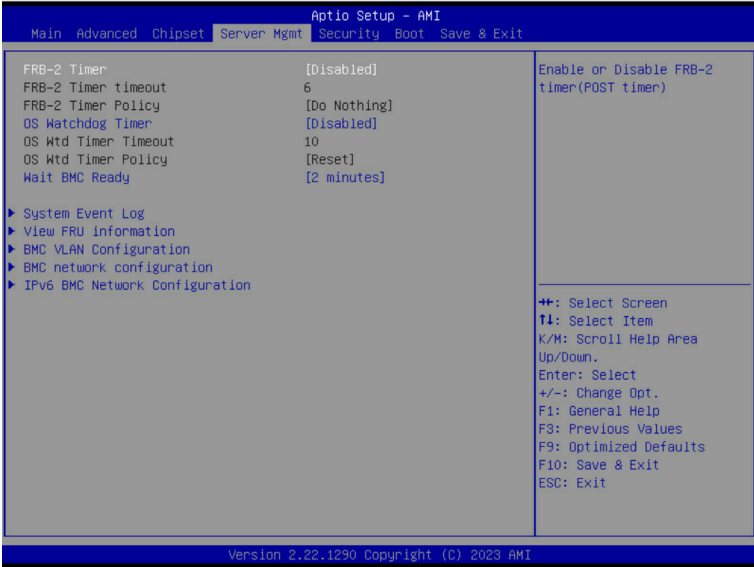 Aptio Setup – AMI
Main Advanced Chipset Server Mgmt Security Boot Save & Exit
FRB-2 Timer [Disabled]
FRB-2 Timer timeout 6
FRB-2 Timer Policy [Do Nothing]
OS Watchdog Timer [Disabled]
OS Wtd Timer Timeout 10
OS Wtd Timer Policy [Reset]
Wait BMC Ready [2 minutes]
▶ System Event Log
▶ View FRU information
▶ BMC VLAN Configuration
▶ BMC network configuration
▶ IPv6 BMC Network Configuration
Enable or Disable FRB-2
timer(POST timer)
→←: Select Screen
↑↓: Select Item
K/M: Scroll Help Area
Up/Down.
Enter: Select
+/-: Change Opt.
F1: General Help
F3: Previous Values
F9: Optimized Defaults
F10: Save & Exit
ESC: Exit
Version 2.22.1290 Copyright (C) 2023 AMI